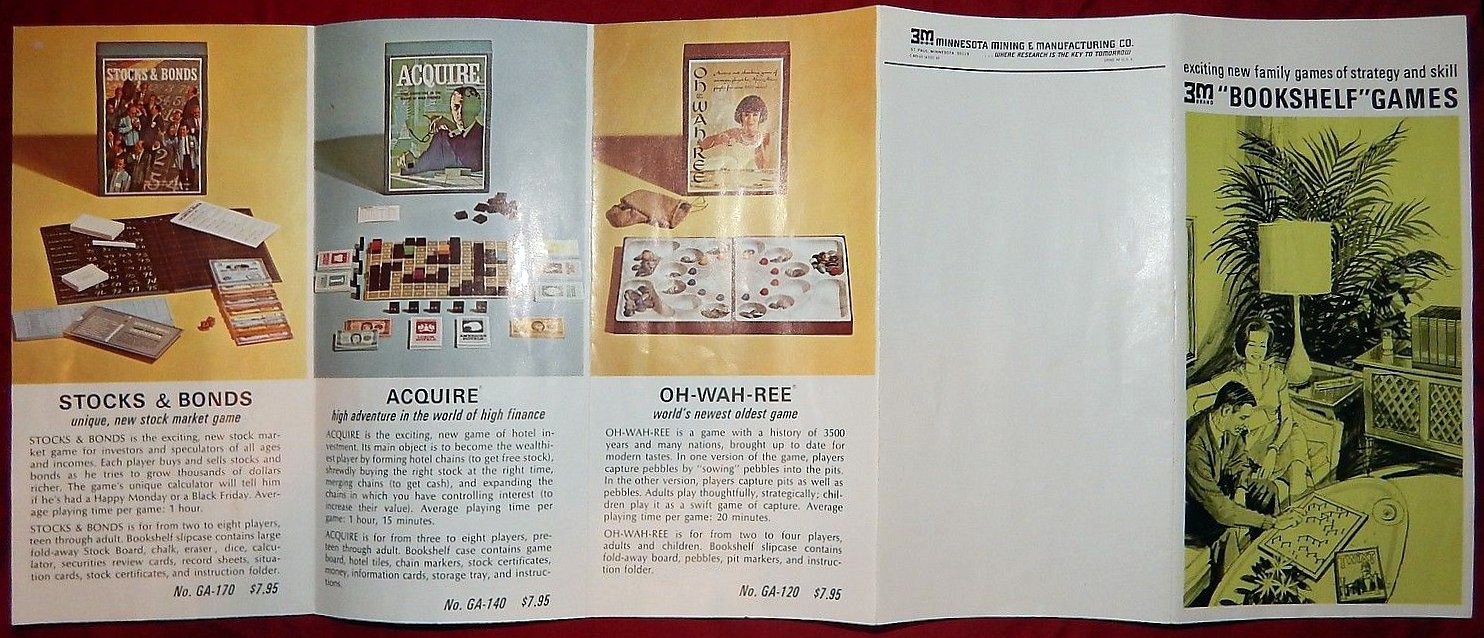 STOCKS & BONDS
STOCKS & BONDS
unique, new stock market game
STOCKS & BONDS is the exciting, new stock mar-
ket game for investors and speculators of all ages
and incomes. Each player buys and sells stocks and
bonds as he tries to grow thousands of dollars
richer. The game's unique calculator will tell him
if he's had a Happy Monday or a Black Friday. Aver-
age playing time per game: 1 hour.
STOCKS & BONDS is for from two to eight players,
teen through adult. Bookshelf slipcase contains large
fold-away Stock Board, chalk, eraser, dice, calcu-
lator, securities review cards, record sheets, situa-
tion cards, stock certificates, and instruction folder.
No. GA-170 $7.95
ACQUIRE
ACQUIRE
high adventure in the world of high finance
ACQUIRE is the exciting, new game of hotel in-
vestment. Its main object is to become the wealthi-
est player by forming hotel chains (to get free stock),
shrewdly buying the right stock at the right time,
merging chains (to get cash), and expanding the
chains in which you have controlling interest (to
increase their value). Average playing time per
game: 1 hour, 15 minutes.
ACQUIRE is for from three to eight players, pre-
teen through adult. Bookshelf case contains game
board, hotel tiles, chain markers, stock certificates,
money, information cards, storage tray, and instruc-
tions.
No. GA-140 $7.95
OH-WAH-REE
OH-WAH-REE
world's newest oldest game
OH-WAH-REE is a game with a history of 3500
years and many nations, brought up to date for
modern tastes. In one version of the game, players
capture pebbles by "sowing" pebbles into the pits.
In the other version, players capture pits as well as
pebbles. Adults play thoughtfully, strategically; chil-
dren play it as a swift game of capture. Average
playing time per game: 20 minutes.
OH-WAH-REE is for from two to four players,
adults and children. Bookshelf slipcase contains
fold-away board, pebbles, pit markers, and instruc-
tion folder.
No. GA-120 $7.95
3M MINNESOTA MINING & MANUFACTURING CO.
ST. PAUL, MINNESOTA 55119
... WHERE RESEARCH IS THE KEY TO TOMORROW
exciting new family games of strategy and skill
3M BRAND "BOOKSHELF" GAMES
TWIXT